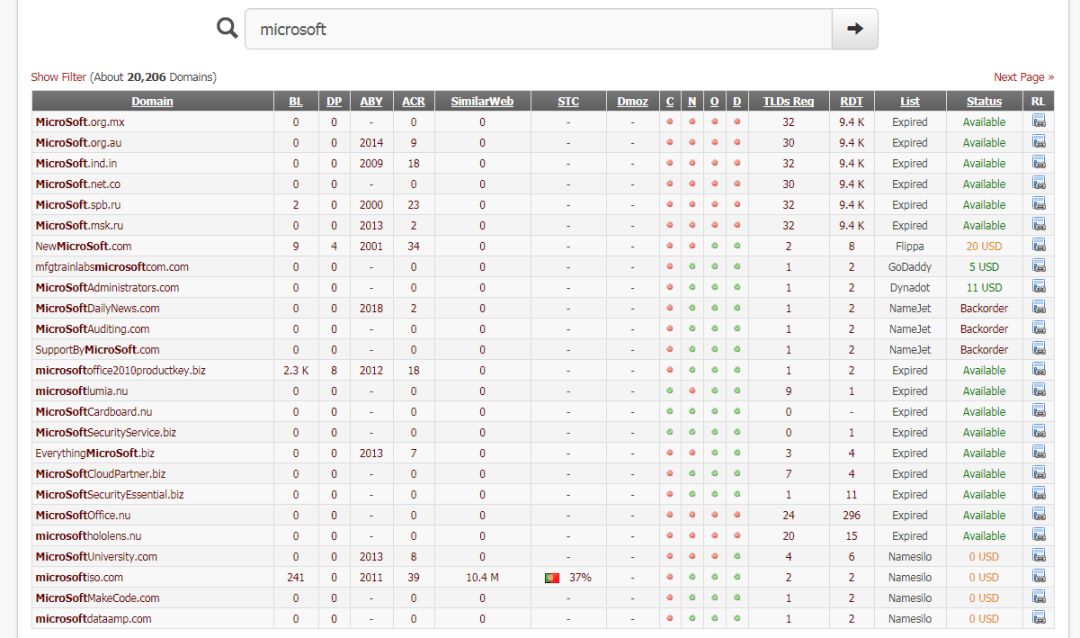 microsoft
Show Filter (About 20,206 Domains) Next Page »
Domain BL DP ABY ACR SimilarWeb STC Dmoz C N O D TLDs Reg RDT List Status RL
MicroSoft.org.mx 0 0 - 0 0 - - 32 9.4 K Expired Available
MicroSoft.org.au 0 0 2014 9 0 - - 30 9.4 K Expired Available
MicroSoft.ind.in 0 0 2009 18 0 - - 32 9.4 K Expired Available
MicroSoft.net.co 0 0 - 0 0 - - 30 9.4 K Expired Available
MicroSoft.spb.ru 2 0 2000 23 0 - - 32 9.4 K Expired Available
MicroSoft.msk.ru 0 0 2013 2 0 - - 32 9.4 K Expired Available
NewMicroSoft.com 9 4 2001 34 0 - - 2 8 Flippa 20 USD
mfgtrainlabsmicrosoftcom.com 0 0 - 0 0 - - 1 2 GoDaddy 5 USD
MicroSoftAdministrators.com 0 0 - 0 0 - - 1 2 Dynadot 11 USD
MicroSoftDailyNews.com 0 0 2018 2 0 - - 1 2 NameJet Backorder
MicroSoftAuditing.com 0 0 - 0 0 - - 1 2 NameJet Backorder
SupportByMicroSoft.com 0 0 - 0 0 - - 1 2 NameJet Backorder
microsoftoffice2010productkey.biz 2.3 K 8 2012 18 0 - - 1 2 Expired Available
microsoftlumia.nu 0 0 - 0 0 - - 9 1 Expired Available
MicroSoftCardboard.nu 0 0 - 0 0 - - 0 - Expired Available
MicroSoftSecurityService.biz 0 0 - 0 0 - - 0 1 Expired Available
EverythingMicroSoft.biz 0 0 2013 7 0 - - 3 4 Expired Available
MicroSoftCloudPartner.biz 0 0 - 0 0 - - 7 4 Expired Available
MicroSoftSecurityEssential.biz 0 0 - 0 0 - - 1 11 Expired Available
MicroSoftOffice.nu 0 0 - 0 0 - - 24 296 Expired Available
microsofthololens.nu 0 0 - 0 0 - - 20 15 Expired Available
MicroSoftUniversity.com 0 0 2013 8 0 - - 4 6 Namesilo 0 USD
microsoftiso.com 241 0 2011 39 10.4 M 37% - 2 2 Namesilo 0 USD
MicroSoftMakeCode.com 0 0 - 0 0 - - 1 2 Namesilo 0 USD
microsoftdataamp.com 0 0 - 0 0 - - 1 2 Namesilo 0 USD